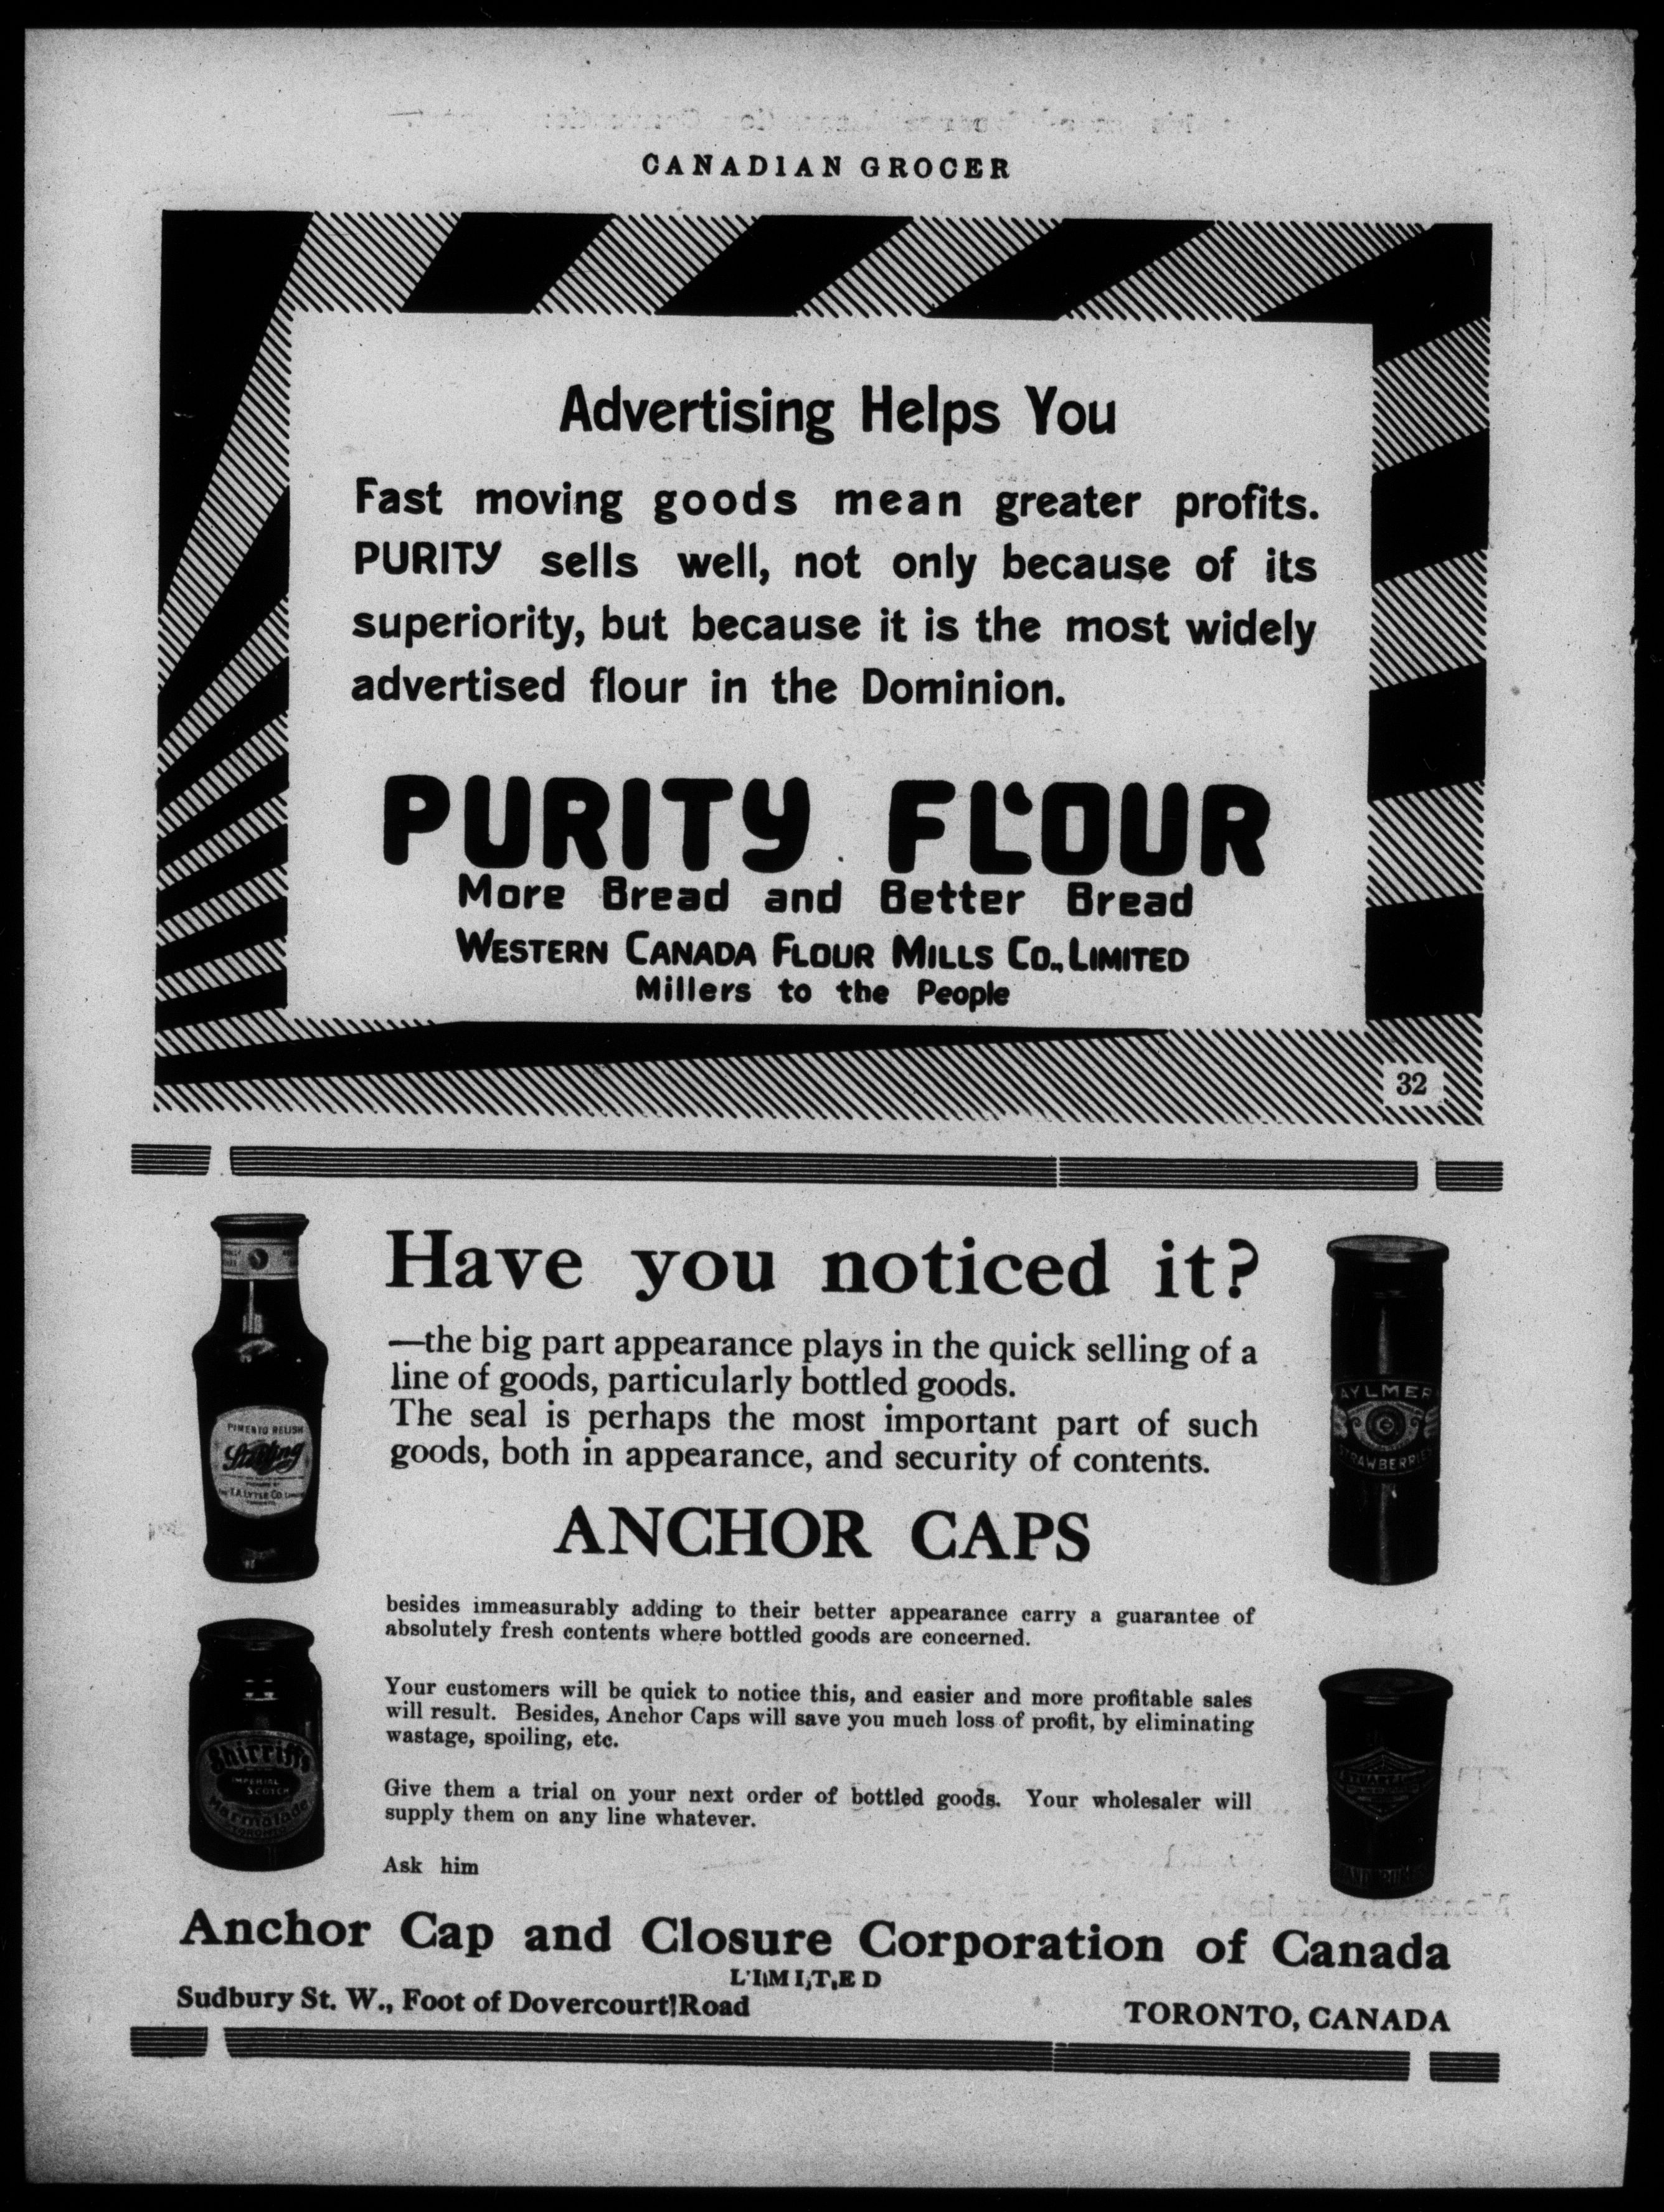 CANADIAN GROCER
Advertising Helps You
Fast moving goods mean greater profits.
PURITY sells well, not only because of its
superiority, but because it is the most widely
advertised flour in the Dominion.
PURITY FLOUR
More Bread and Better Bread
WESTERN CANADA FLOUR MILLS CO., LIMITED
Millers to the People
32
Have you noticed it?
—the big part appearance plays in the quick selling of a
line of goods, particularly bottled goods.
The seal is perhaps the most important part of such
goods, both in appearance, and security of contents.
PIMENTO RELISH
Sterling
T.A. LYTLE CO.
AYLMER
STRAWBERRIES
ANCHOR CAPS
besides immeasurably adding to their better appearance carry a guarantee of
absolutely fresh contents where bottled goods are concerned.
Your customers will be quick to notice this, and easier and more profitable sales
will result. Besides, Anchor Caps will save you much loss of profit, by eliminating
wastage, spoiling, etc.
Give them a trial on your next order of bottled goods. Your wholesaler will
supply them on any line whatever.
Ask him
Shirriff's
IMPERIAL
SCOTCH
Marmalade
Anchor Cap and Closure Corporation of Canada
LIMITED
Sudbury St. W., Foot of Dovercourt Road
TORONTO, CANADA